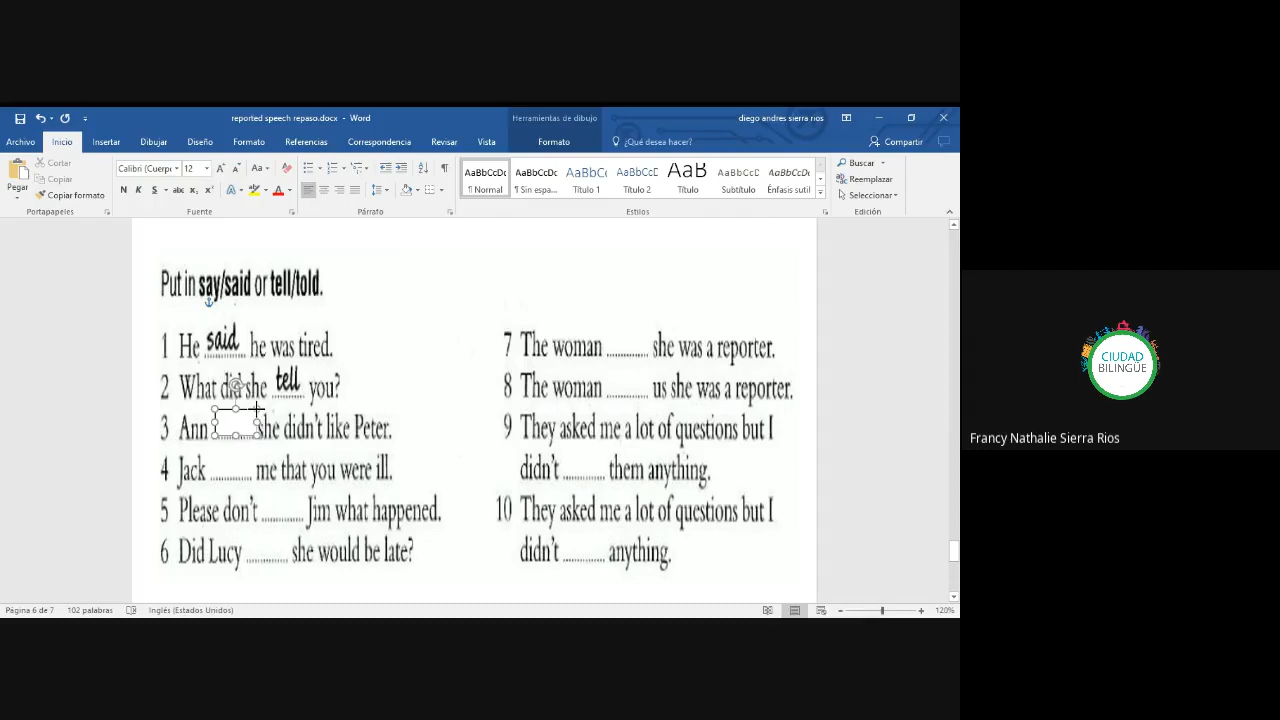 reported speech repaso.docx - Word
Herramientas de dibujo
diego andres sierra rios
Archivo Inicio Insertar Dibujar Diseño Formato Referencias Correspondencia Revisar Vista Formato ¿Qué desea hacer? Compartir
Pegar
Cortar
Copiar
Copiar formato
Portapapeles
Calibri (Cuerpo 12
N K S abc x₂ x² A
Fuente
Párrafo
AaBbCcDc AaBbCcDc AaBbCc AaBbCcD AaB AaBbCcD AaBbCcDc
¶ Normal ¶ Sin espa... Título 1 Título 2 Título Subtítulo Énfasis sutil
Estilos
Buscar
Reemplazar
Seleccionar
Edición
Put in say/said or tell/told.
1 He said he was tired.
2 What did she tell you?
3 Ann he didn't like Peter.
4 Jack ............ me that you were ill.
5 Please don't ............ Jim what happened.
6 Did Lucy ............ she would be late?
7 The woman ............ she was a reporter.
8 The woman ............ us she was a reporter.
9 They asked me a lot of questions but I
didn't ............ them anything.
10 They asked me a lot of questions but I
didn't ............ anything.
Página 6 de 7 102 palabras Inglés (Estados Unidos) 120%
CIUDAD
BILINGÜE
Francy Nathalie Sierra Rios